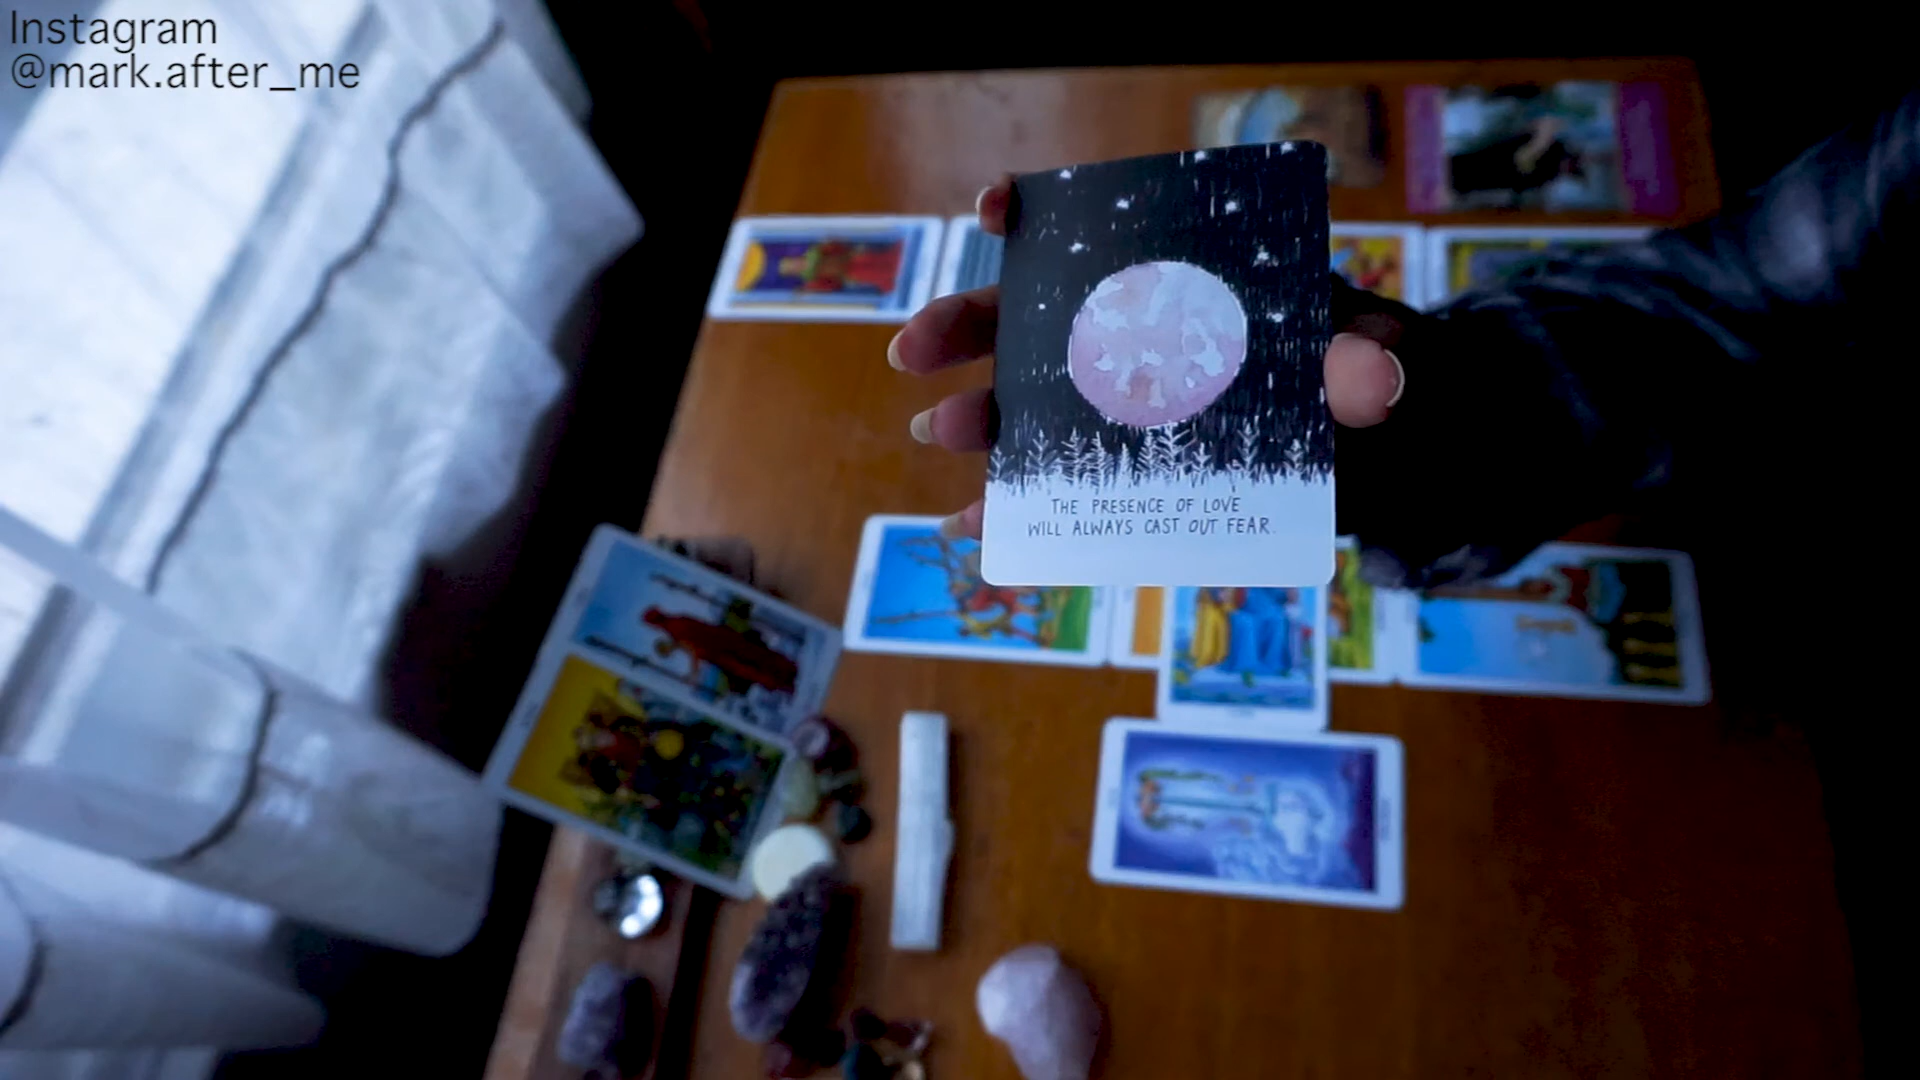 Instagram
@mark.after_me
THE PRESENCE OF LOVE
WILL ALWAYS CAST OUT FEAR.